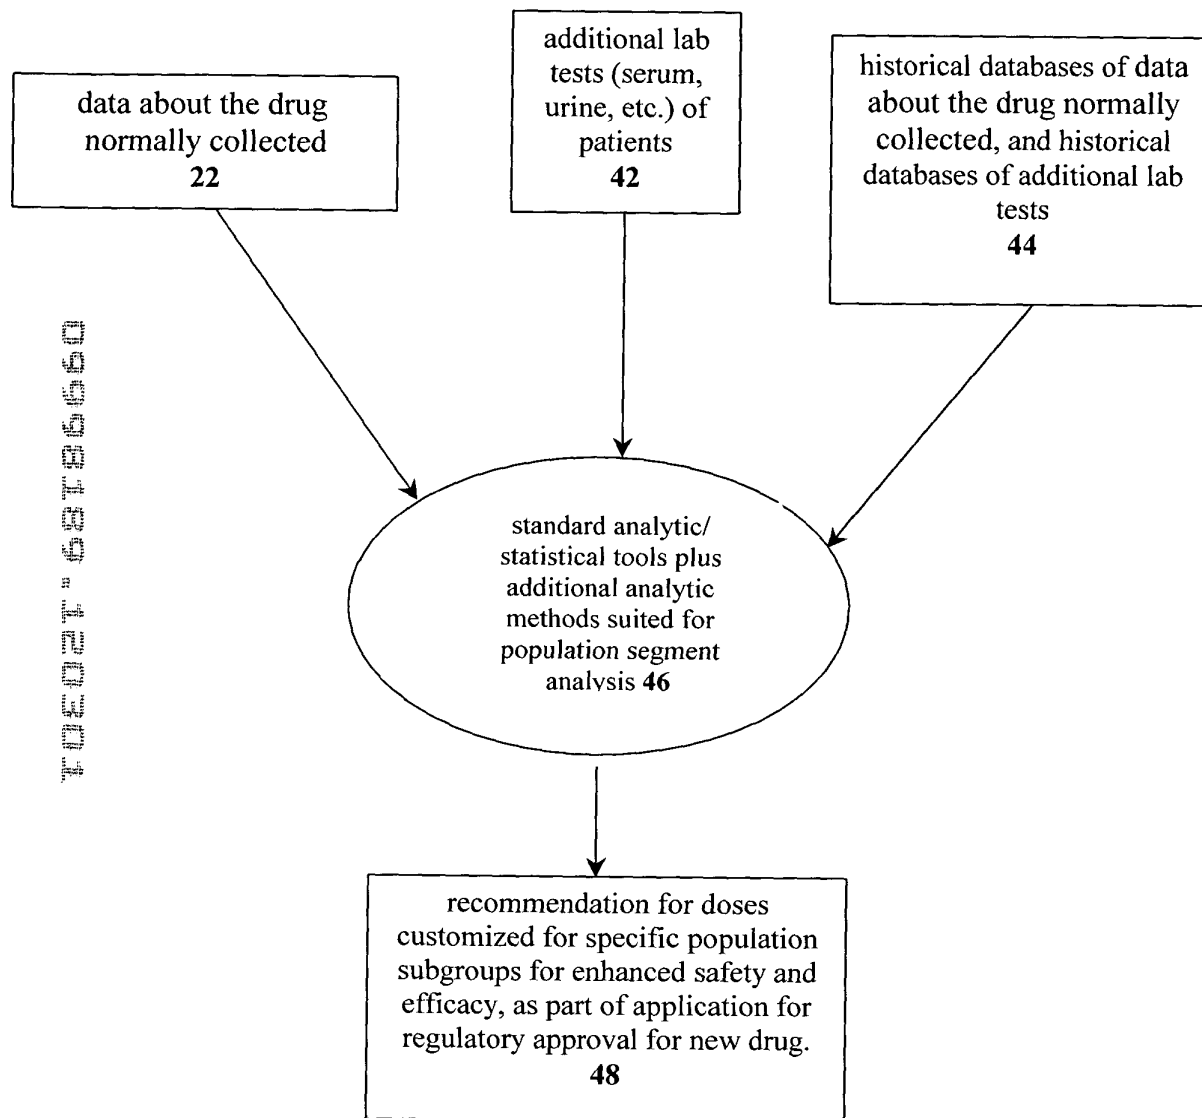 data about the drug
normally collected
22
additional lab
tests (serum,
urine, etc.) of
patients
42
historical databases of data
about the drug normally
collected, and historical
databases of additional lab
tests
44
09998189.120301
standard analytic/
statistical tools plus
additional analytic
methods suited for
population segment
analysis 46
recommendation for doses
customized for specific population
subgroups for enhanced safety and
efficacy, as part of application for
regulatory approval for new drug.
48